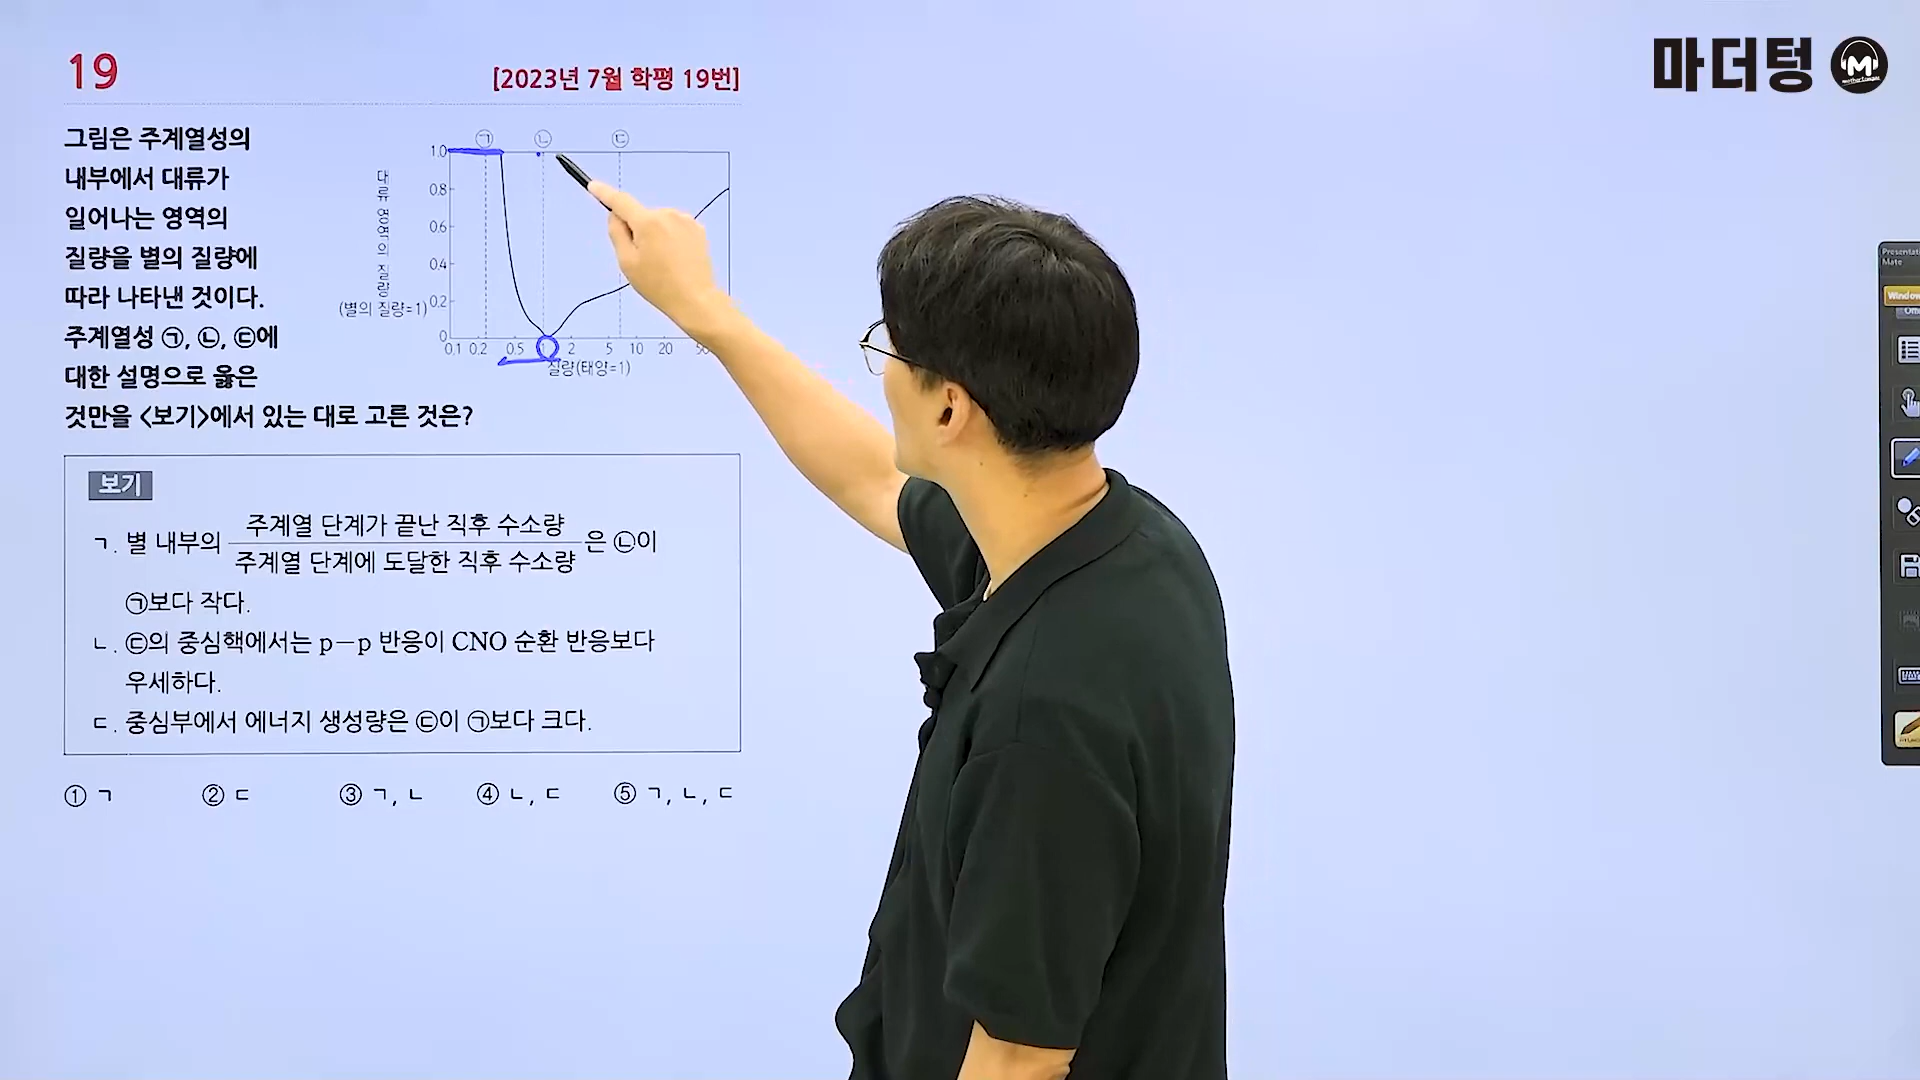 19
[2023년 7월 학평 19번]
마더텅
M
그림은 주계열성의
내부에서 대류가
일어나는 영역의
질량을 별의 질량에
따라 나타낸 것이다.
주계열성 ㉠, ㉡, ㉢에
대한 설명으로 옳은
것만을 <보기>에서 있는 대로 고른 것은?
㉠ ㉡ ㉢
대류 영역의 질량
(별의 질량=1)
1.0
0.8
0.6
0.4
0.2
0
0.1 0.2 0.5 1 2 5 10 20
질량(태양=1)
보기
ㄱ. 별 내부의 주계열 단계가 끝난 직후 수소량
주계열 단계에 도달한 직후 수소량 은 ㉡이
㉠보다 작다.
ㄴ. ㉢의 중심핵에서는 p-p 반응이 CNO 순환 반응보다
우세하다.
ㄷ. 중심부에서 에너지 생성량은 ㉢이 ㉠보다 크다.
① ㄱ ② ㄷ ③ ㄱ, ㄴ ④ ㄴ, ㄷ ⑤ ㄱ, ㄴ, ㄷ